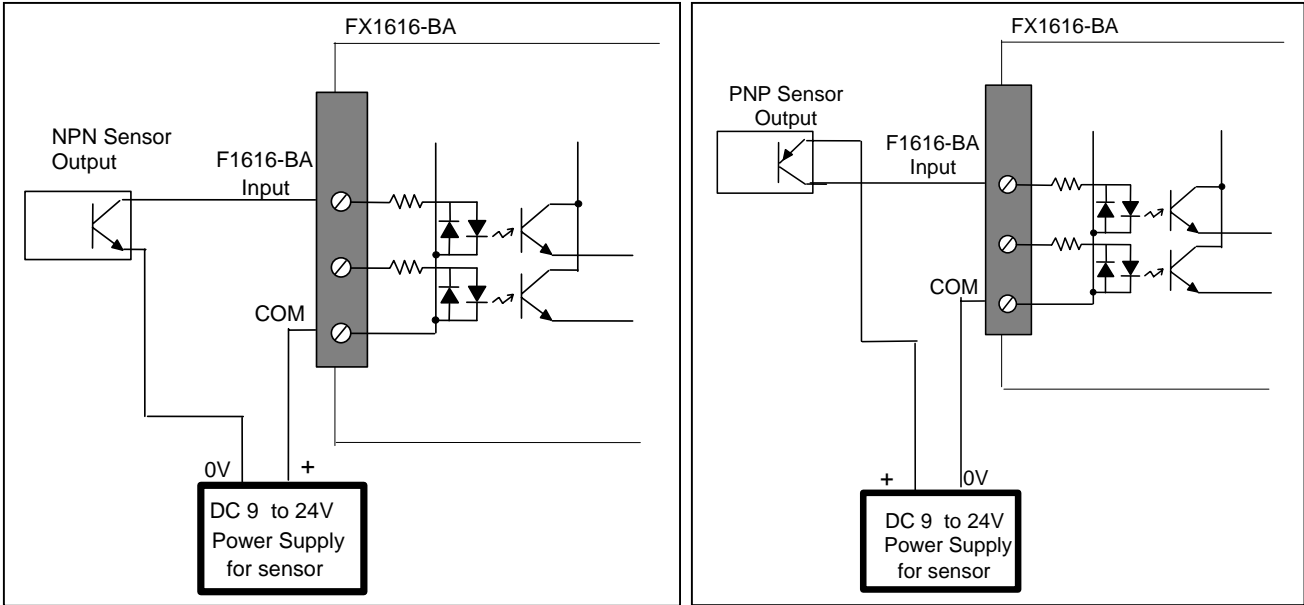 FX1616-BA
NPN Sensor
Output
F1616-BA
Input
COM
0V
+
DC 9 to 24V
Power Supply
for sensor
FX1616-BA
PNP Sensor
Output
F1616-BA
Input
COM
+
0V
DC 9 to 24V
Power Supply
for sensor